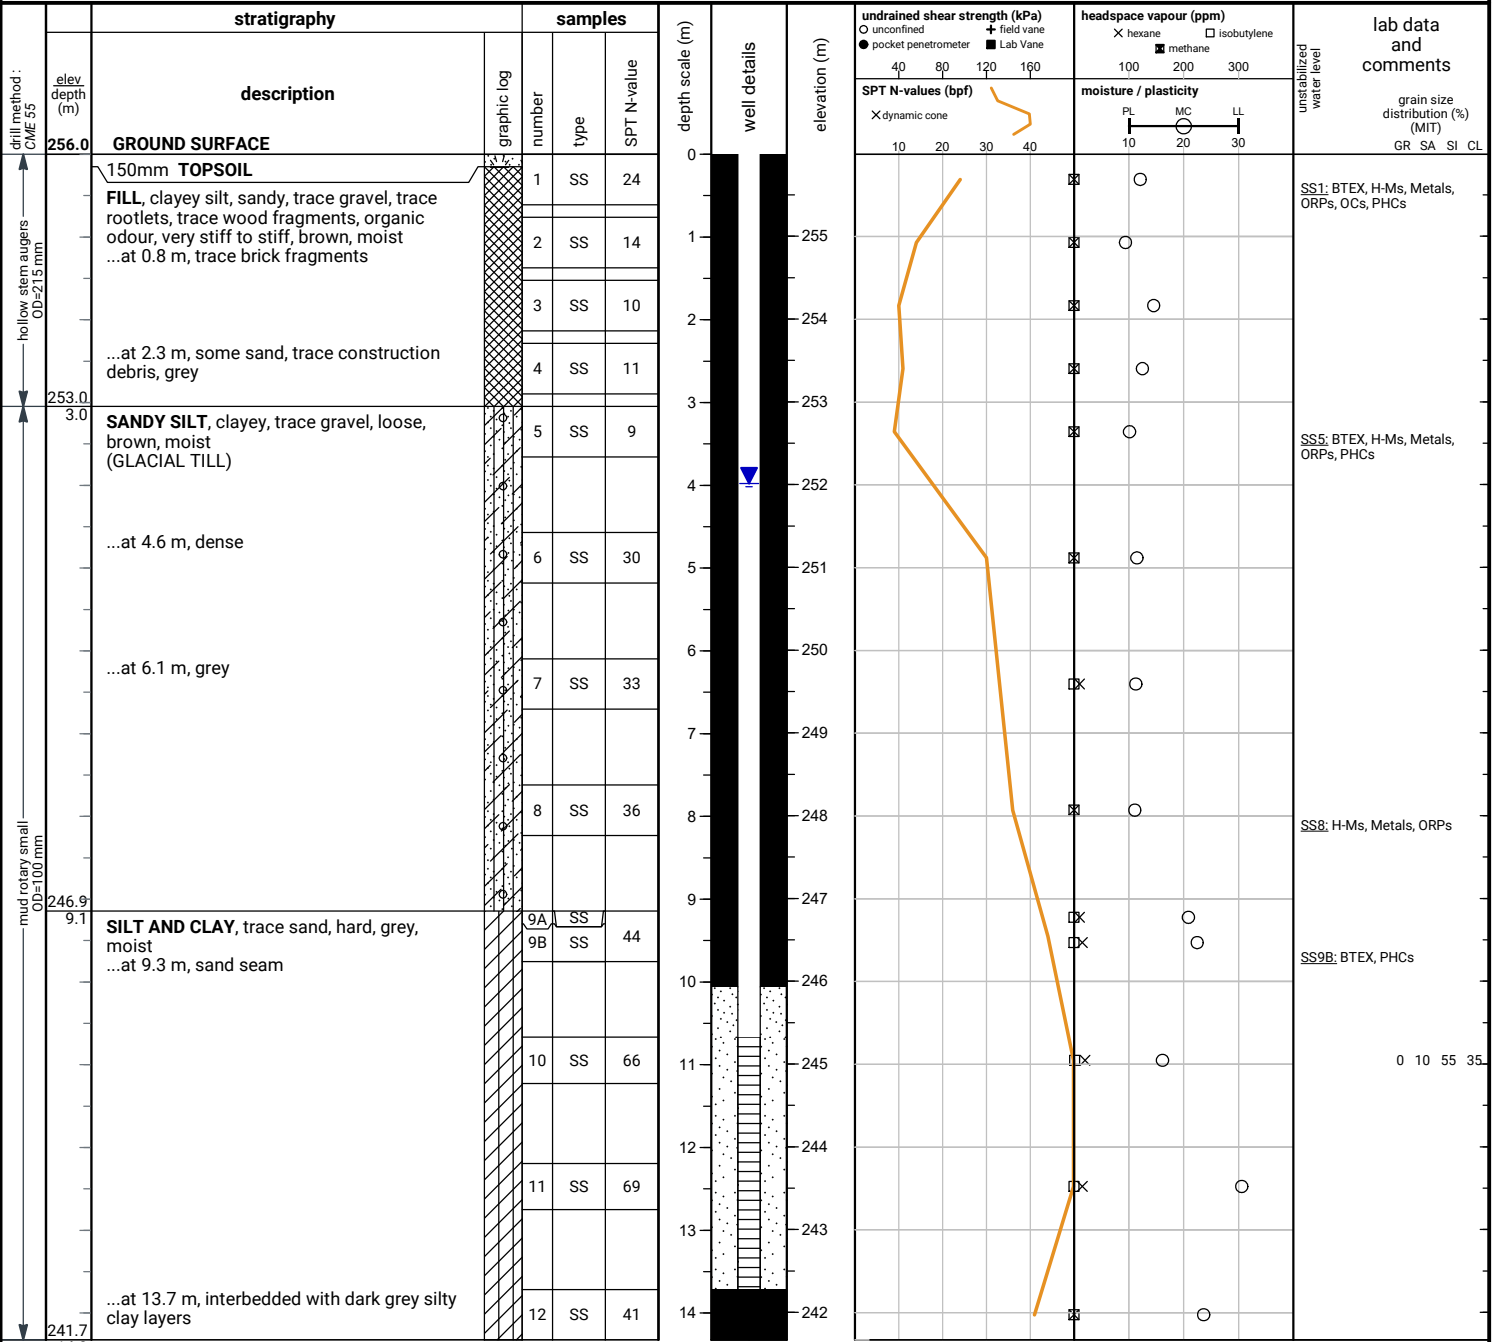 stratigraphy
samples
drill method :
CME 55
elev
depth
(m)
description
graphic log
number
type
SPT N-value
depth scale (m)
well details
elevation (m)
undrained shear strength (kPa)
unconfined
field vane
pocket penetrometer
Lab Vane
40 80 120 160
SPT N-values (bpf)
dynamic cone
10 20 30 40
headspace vapour (ppm)
hexane
isobutylene
methane
100 200 300
moisture / plasticity
PL MC LL
10 20 30
unstabilized
water level
lab data
and
comments
grain size
distribution (%)
(MIT)
GR SA SI CL
256.0 GROUND SURFACE
hollow stem augers
OD=215 mm
150mm TOPSOIL
FILL, clayey silt, sandy, trace gravel, trace
rootlets, trace wood fragments, organic
odour, very stiff to stiff, brown, moist
...at 0.8 m, trace brick fragments
...at 2.3 m, some sand, trace construction
debris, grey
253.0
3.0
mud rotary small
OD=100 mm
SANDY SILT, clayey, trace gravel, loose,
brown, moist
(GLACIAL TILL)
...at 4.6 m, dense
...at 6.1 m, grey
246.9
9.1
SILT AND CLAY, trace sand, hard, grey,
moist
...at 9.3 m, sand seam
...at 13.7 m, interbedded with dark grey silty
clay layers
241.7
1 SS 24
2 SS 14
3 SS 10
4 SS 11
5 SS 9
6 SS 30
7 SS 33
8 SS 36
9A SS
9B SS 44
10 SS 66
11 SS 69
12 SS 41
0
1
2
3
4
5
6
7
8
9
10
11
12
13
14
255
254
253
252
251
250
249
248
247
246
245
244
243
242
SS1: BTEX, H-Ms, Metals,
ORPs, OCs, PHCs
SS5: BTEX, H-Ms, Metals,
ORPs, PHCs
SS8: H-Ms, Metals, ORPs
SS9B: BTEX, PHCs
0 10 55 35